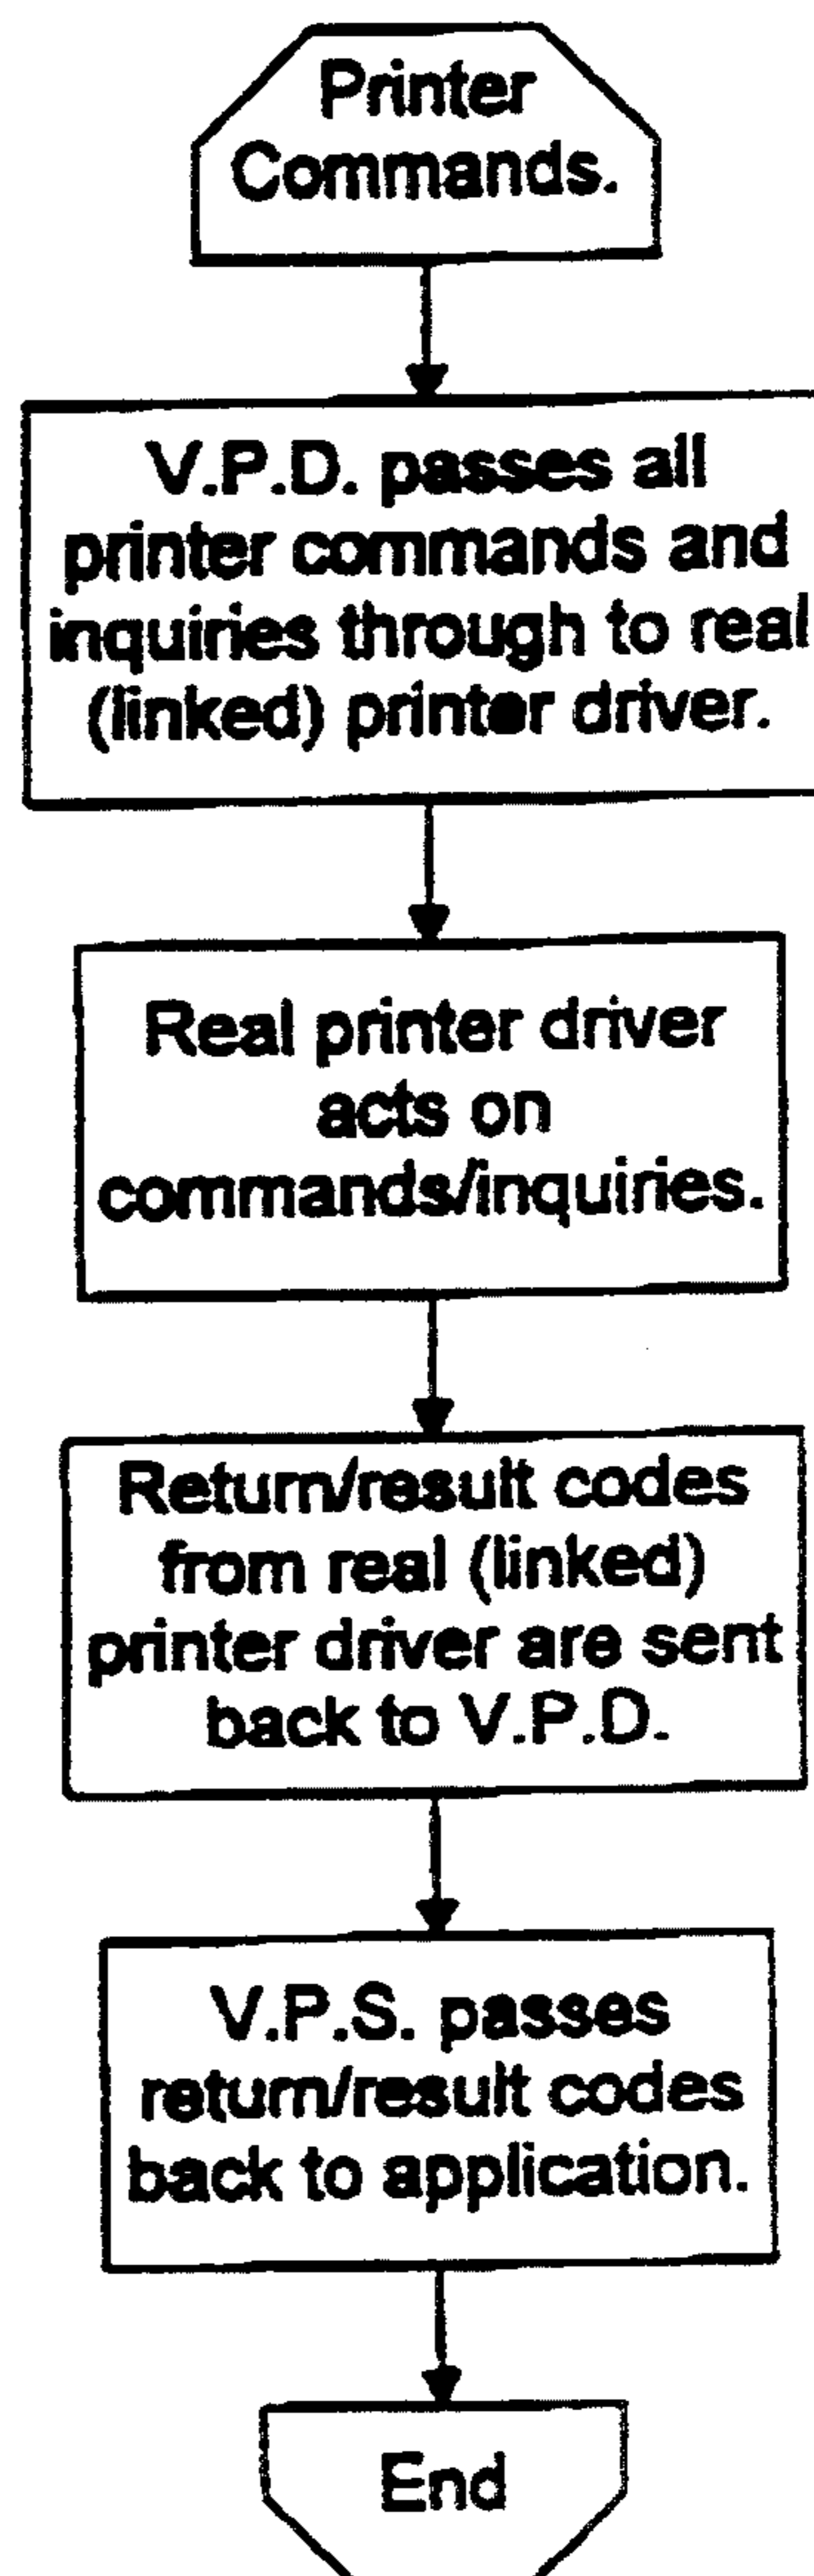 Printer
Commands.
V.P.D. passes all
printer commands and
inquiries through to real
(linked) printer driver.
Real printer driver
acts on
commands/inquiries.
Return/result codes
from real (linked)
printer driver are sent
back to V.P.D.
V.P.S. passes
return/result codes
back to application.
End